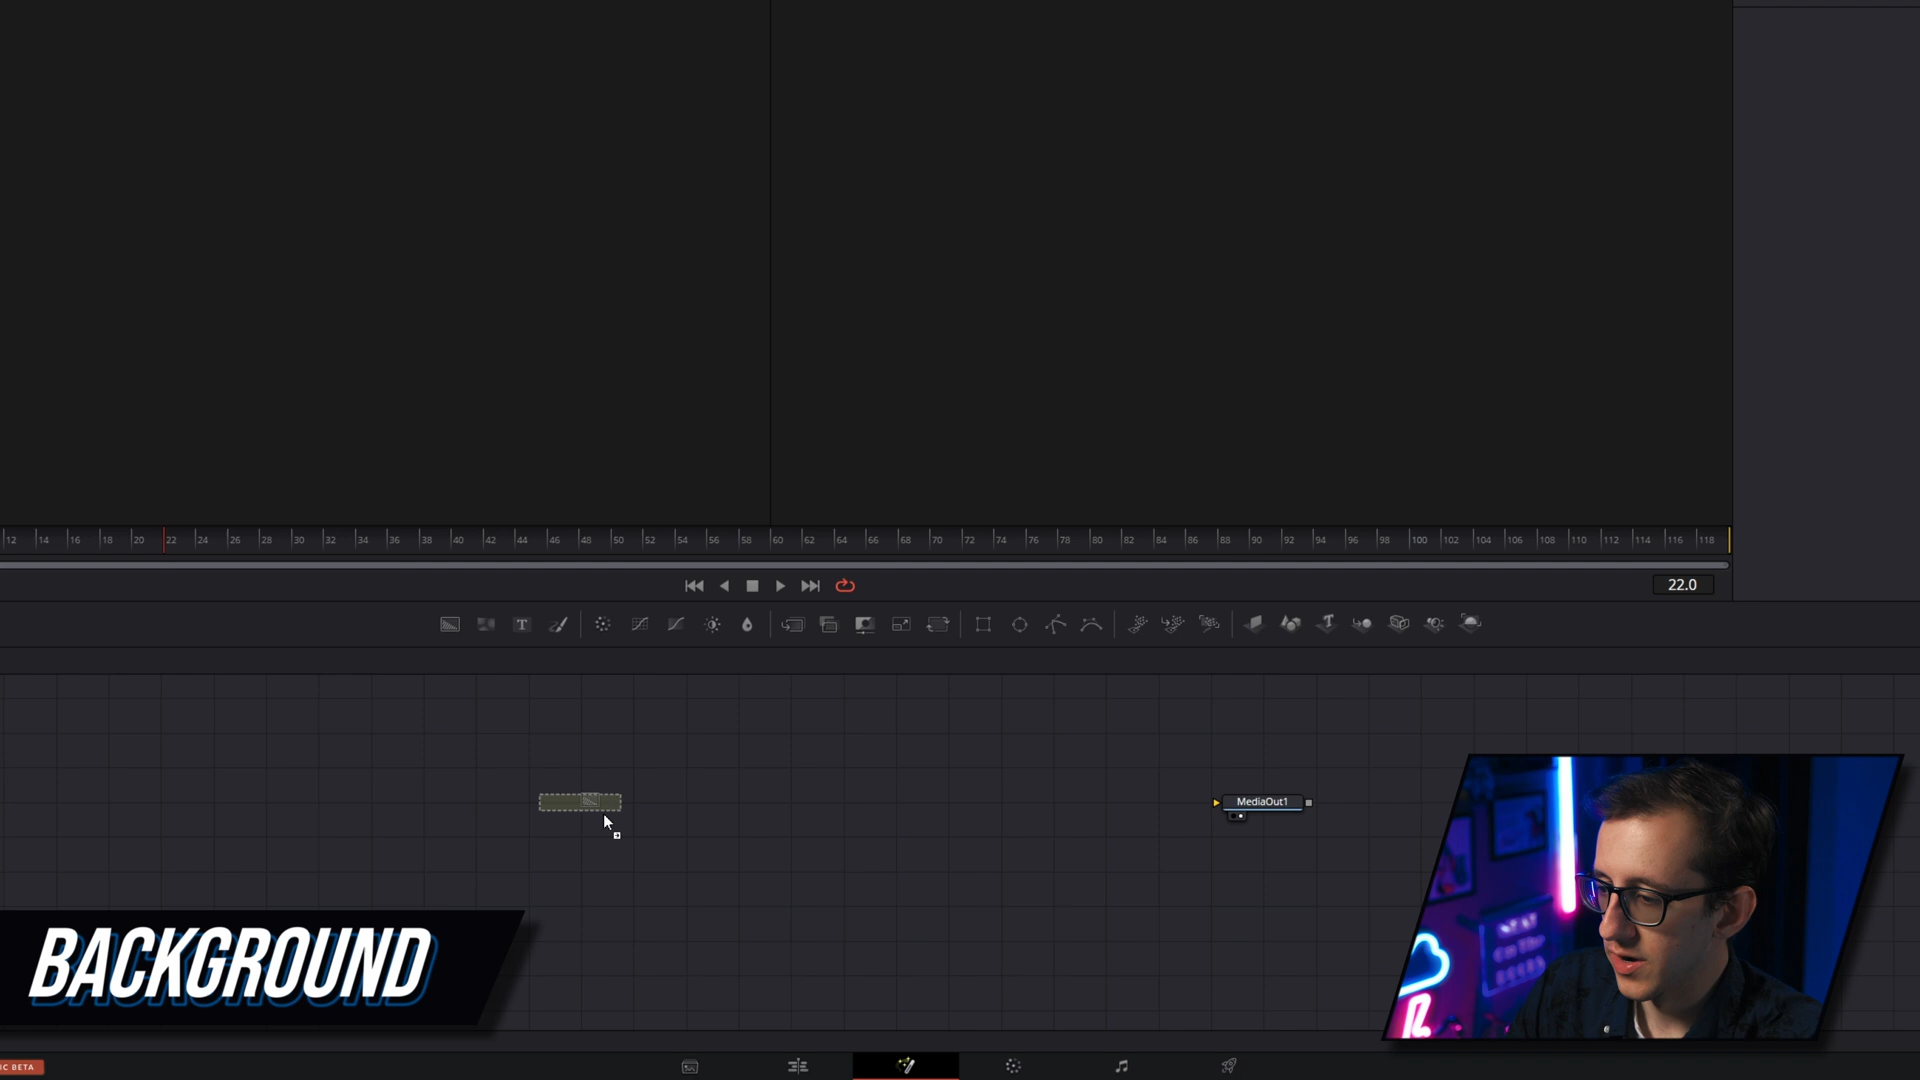 12 14 16 18 20 22 24 26 28 30 32 34 36 38 40 42 44 46 48 50 52 54 56 58 60 62 64 66 68 70 72 74 76 78 80 82 84 86 88 90 92 94 96 98 100 102 104 106 108 110 112 114 116 118
22.0
T
MediaOut1
BACKGROUND
IC BETA